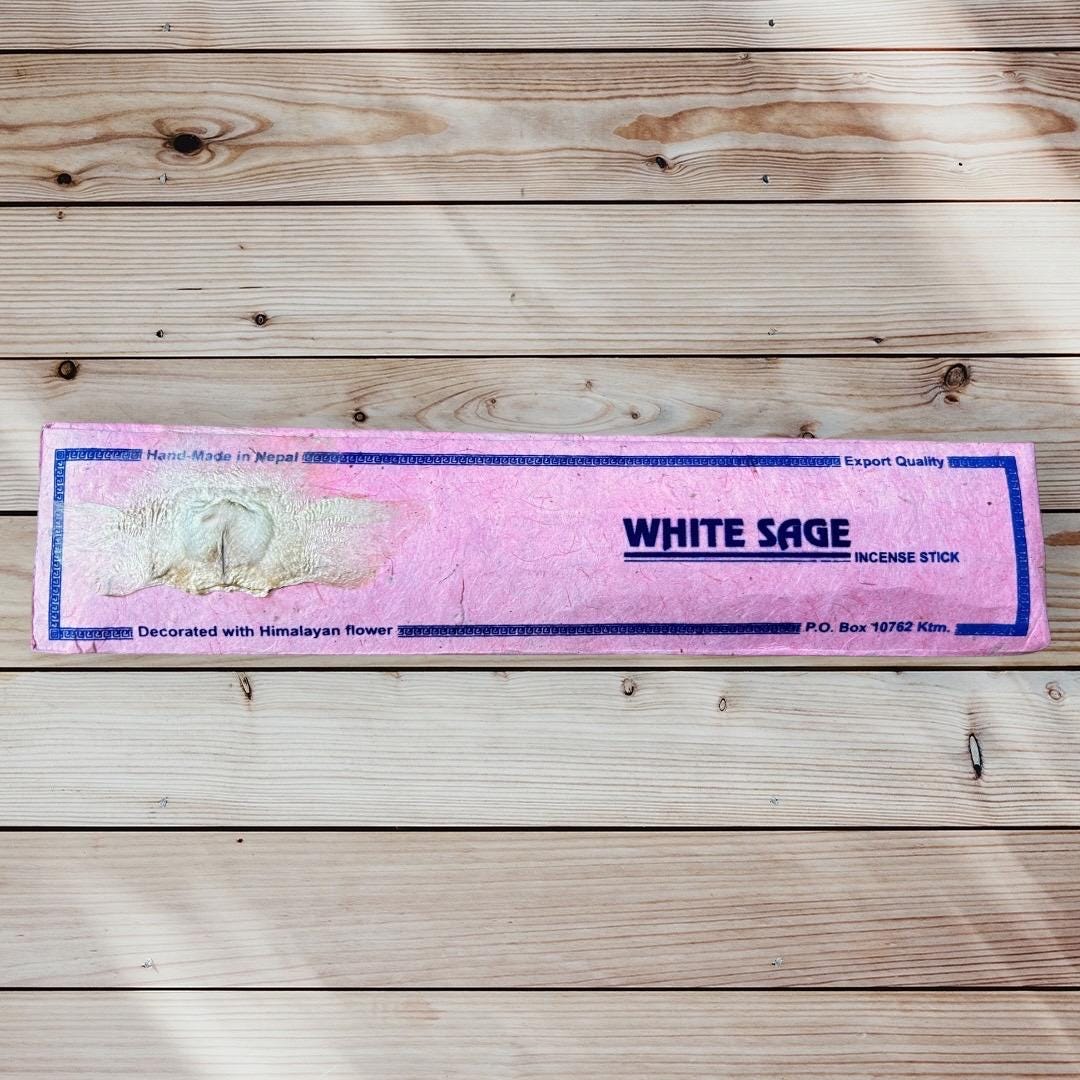 Hand-Made in Nepal
Export Quality
WHITE SAGE
INCENSE STICK
Decorated with Himalayan flower
P.O. Box 10762 Ktm.